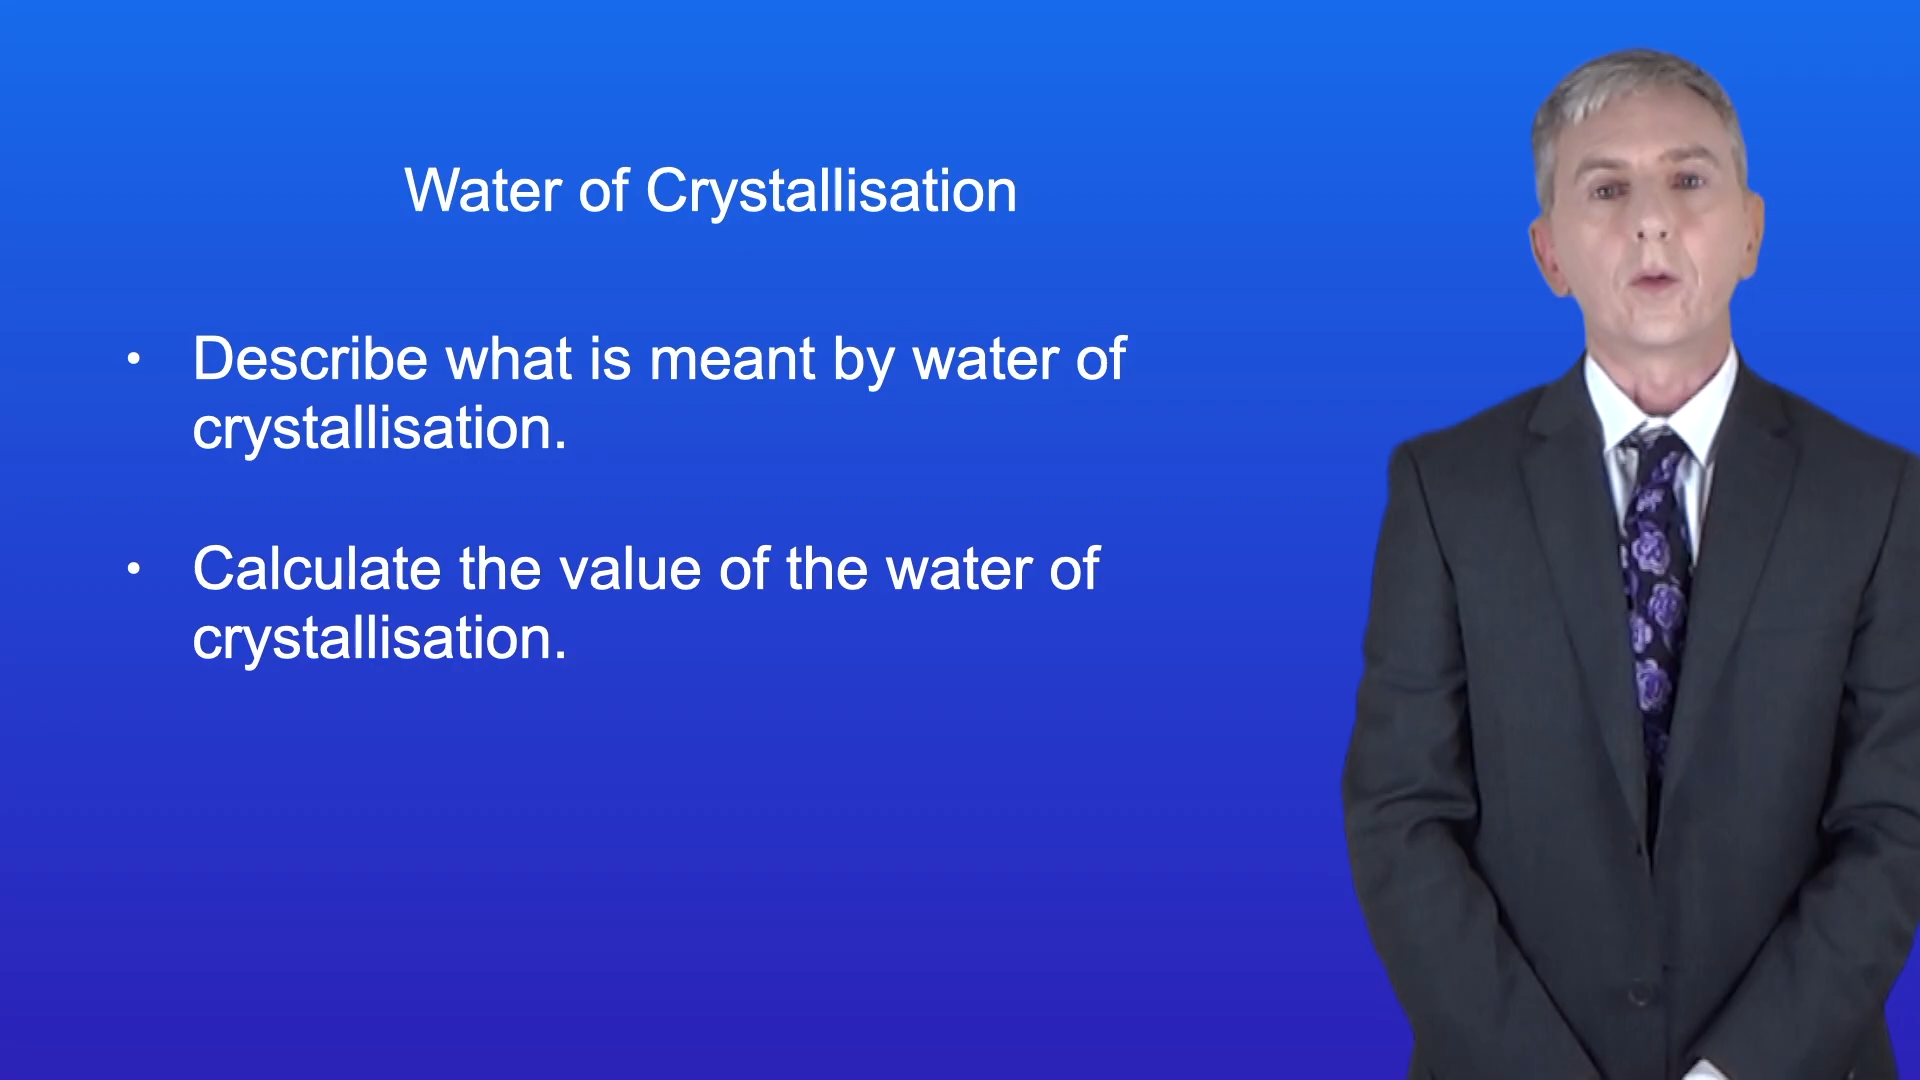 Water of Crystallisation
• Describe what is meant by water of
crystallisation.
• Calculate the value of the water of
crystallisation.